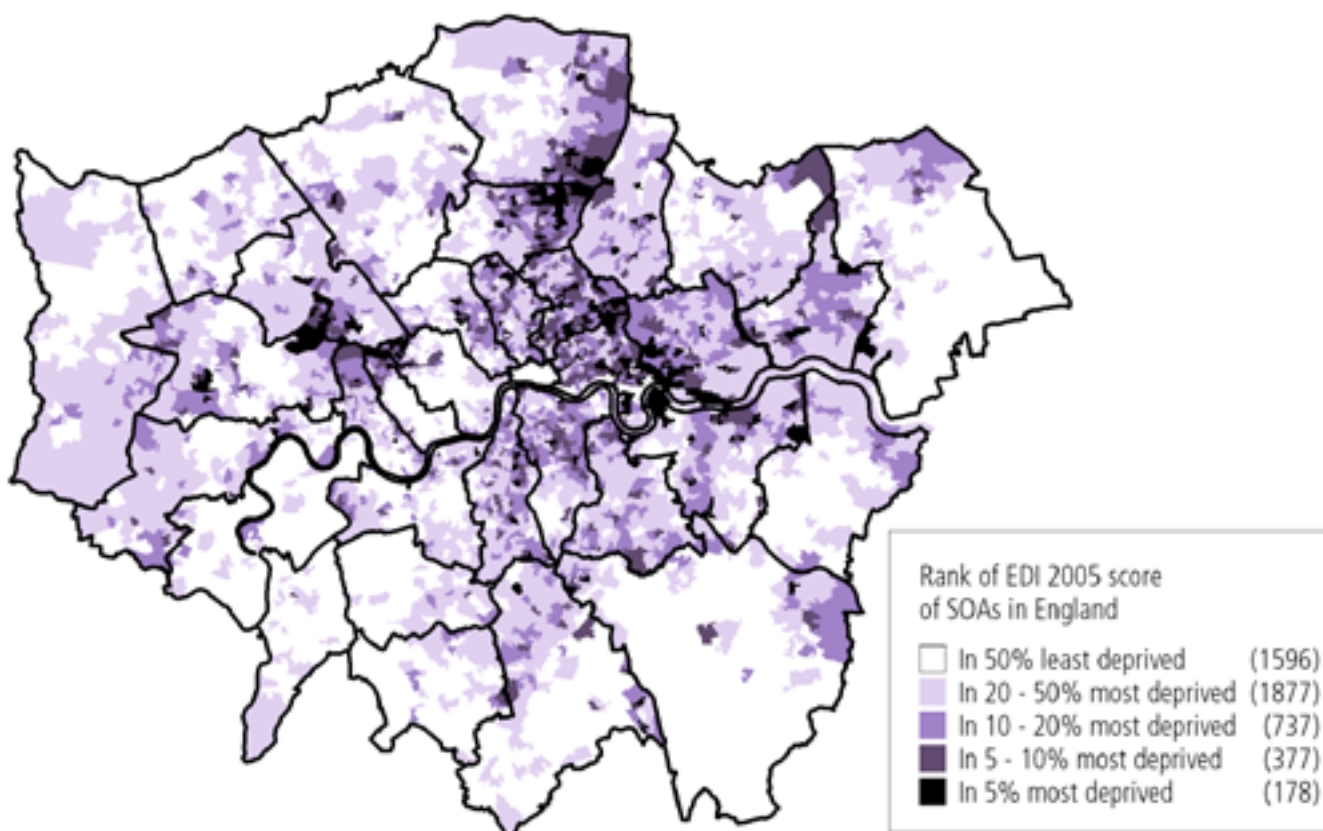 Rank of EDI 2005 score
of SOAs in England
In 50% least deprived (1596)
In 20 - 50% most deprived (1877)
In 10 - 20% most deprived (737)
In 5 - 10% most deprived (377)
In 5% most deprived (178)